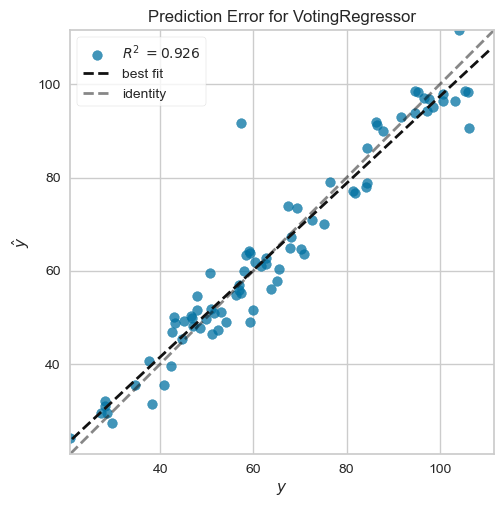 Prediction Error for VotingRegressor
R² = 0.926
best fit
identity
100
80
60
40
ŷ
40 60 80 100
y